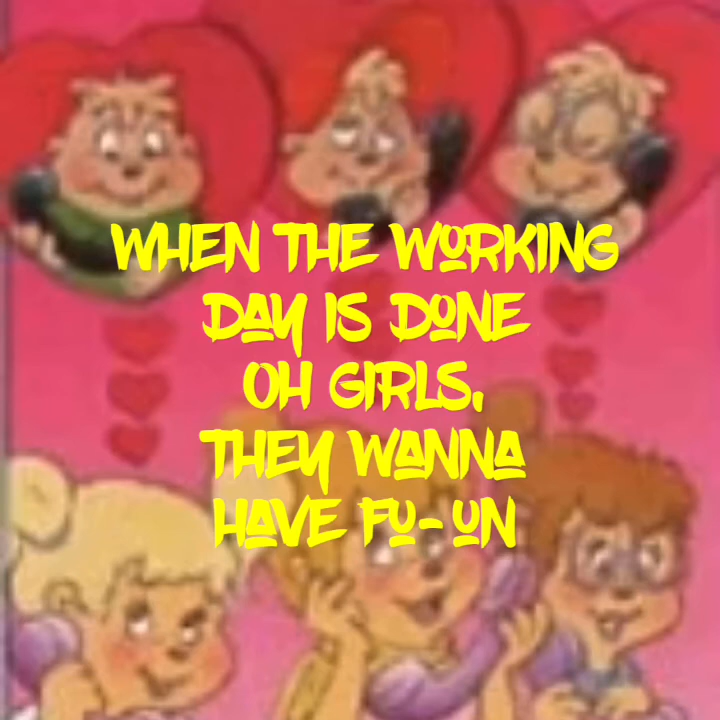 WHEN THE WORKING
DAY IS DONE
OH GIRLS,
THEY WANNA
HAVE FU-UN